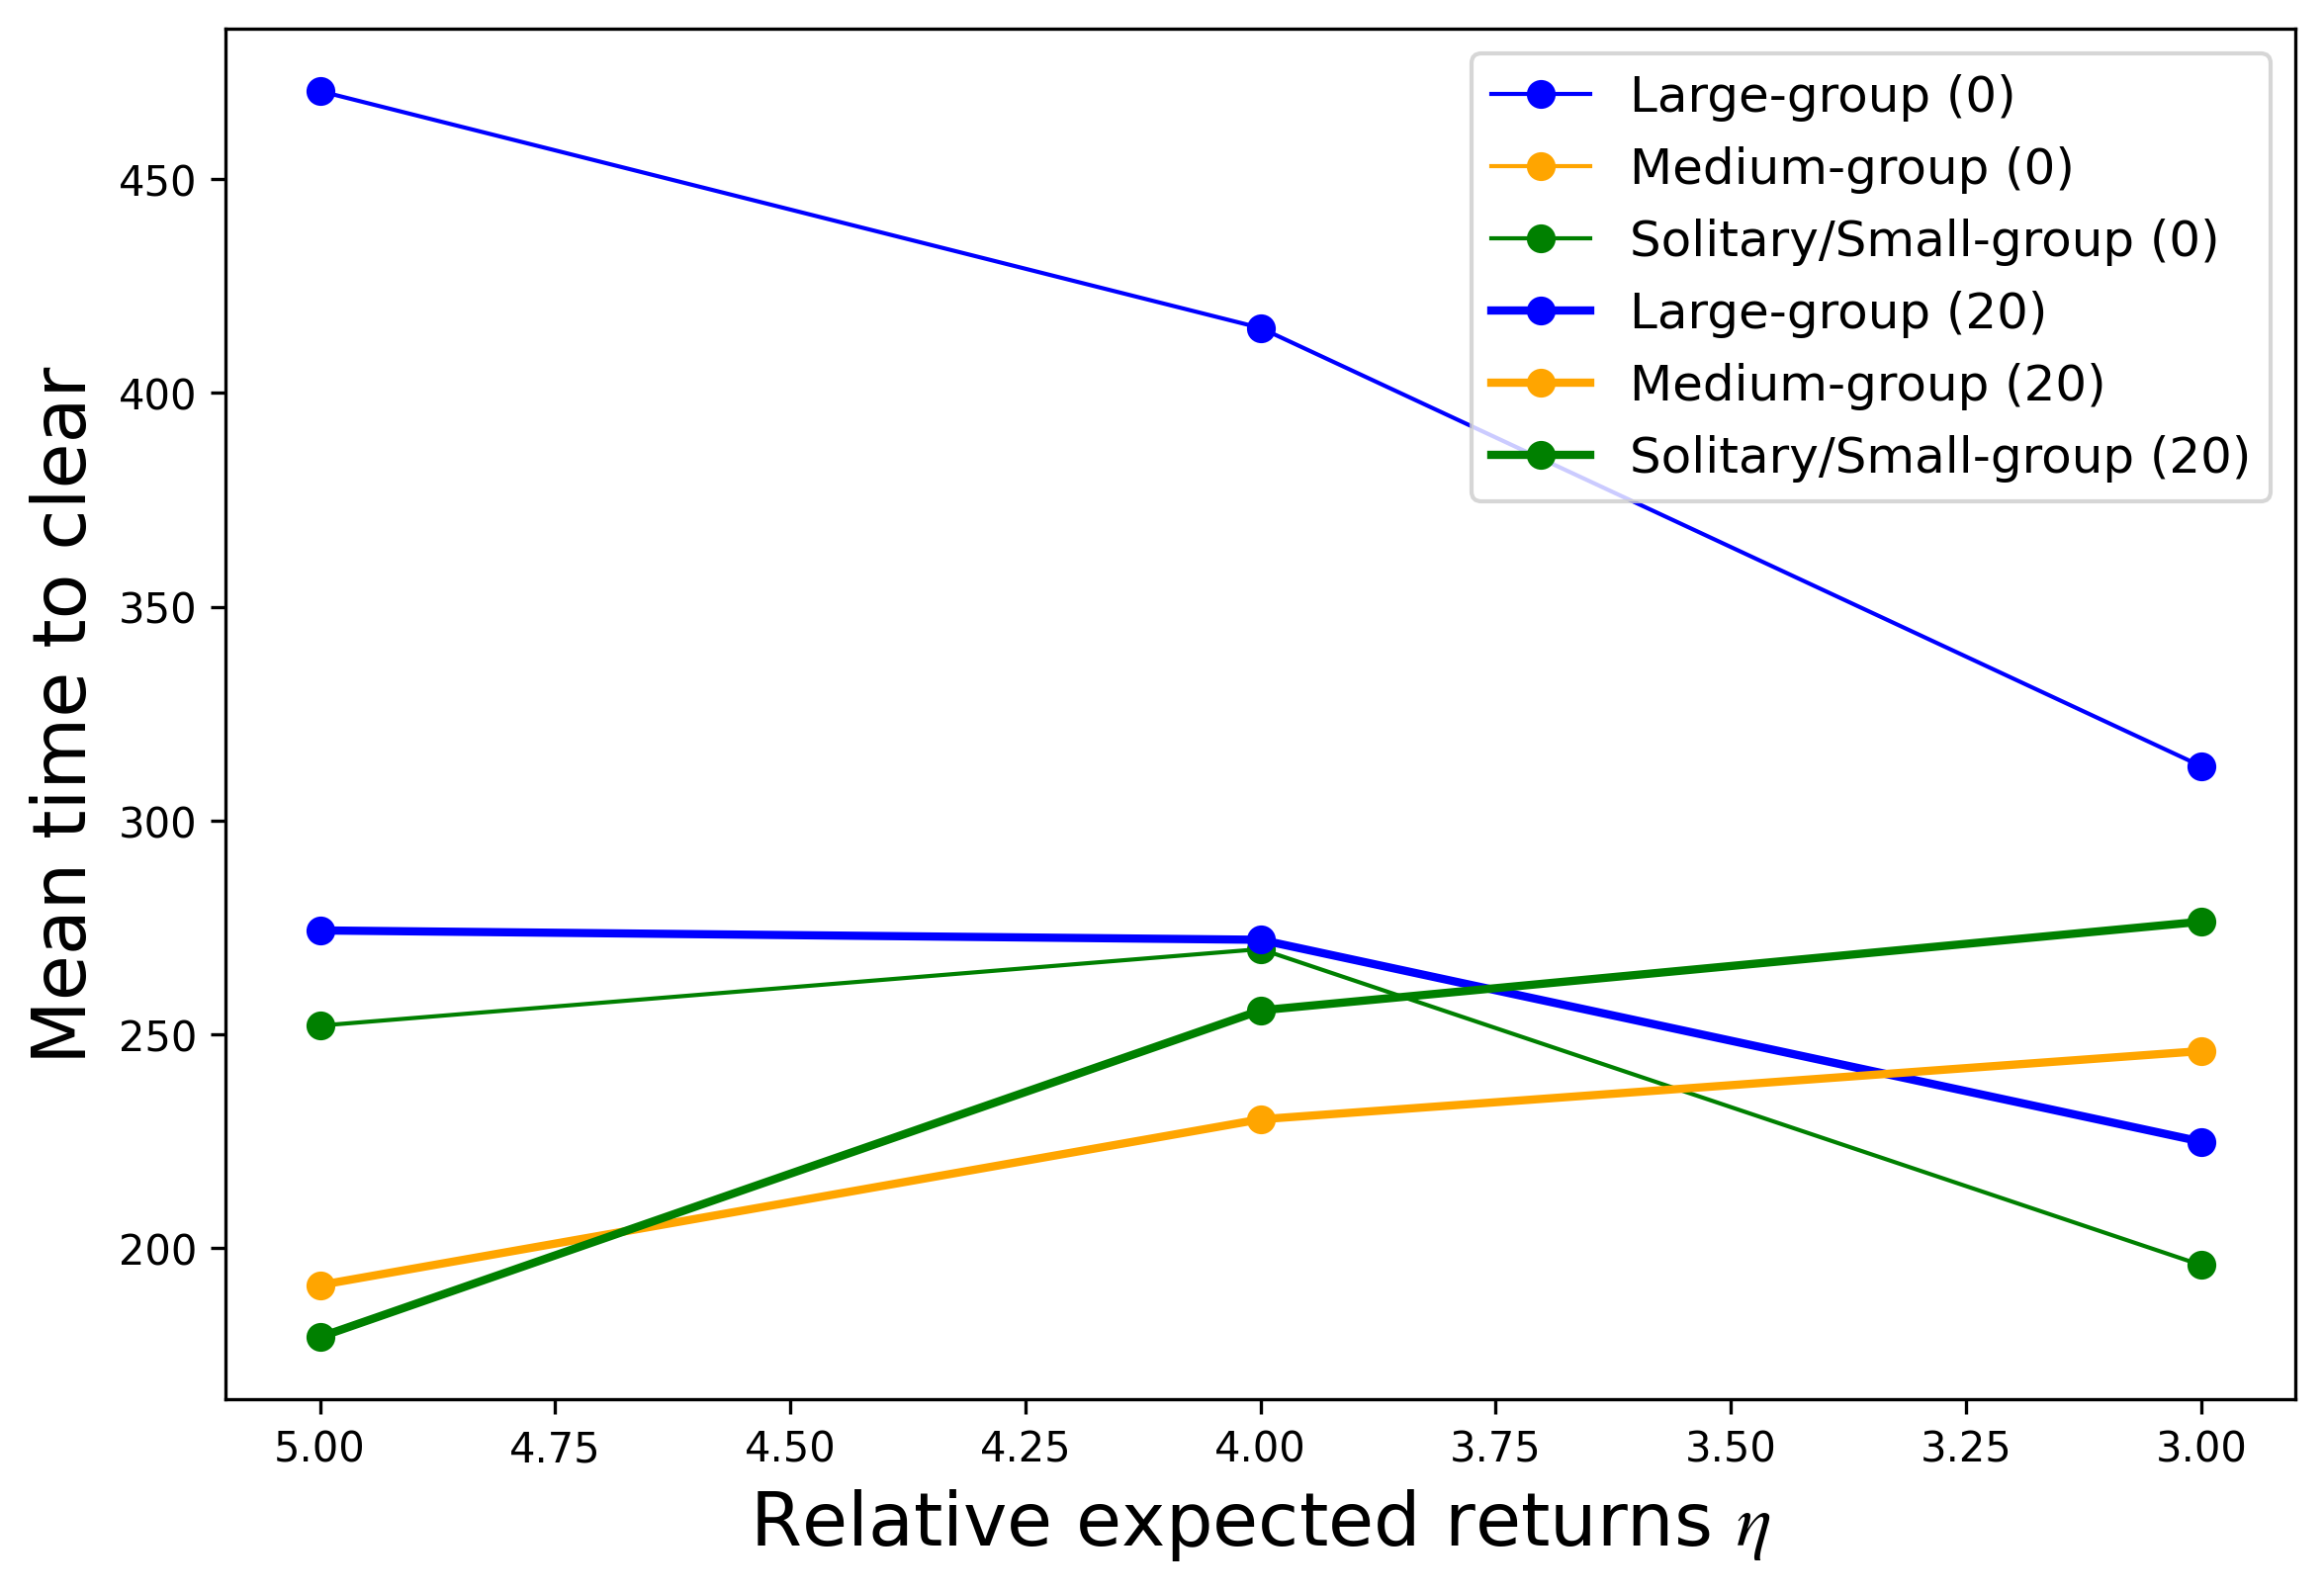 Mean time to clear
450
400
350
300
250
200
Large-group (0)
Medium-group (0)
Solitary/Small-group (0)
Large-group (20)
Medium-group (20)
Solitary/Small-group (20)
5.00 4.75 4.50 4.25 4.00 3.75 3.50 3.25 3.00
Relative expected returns η